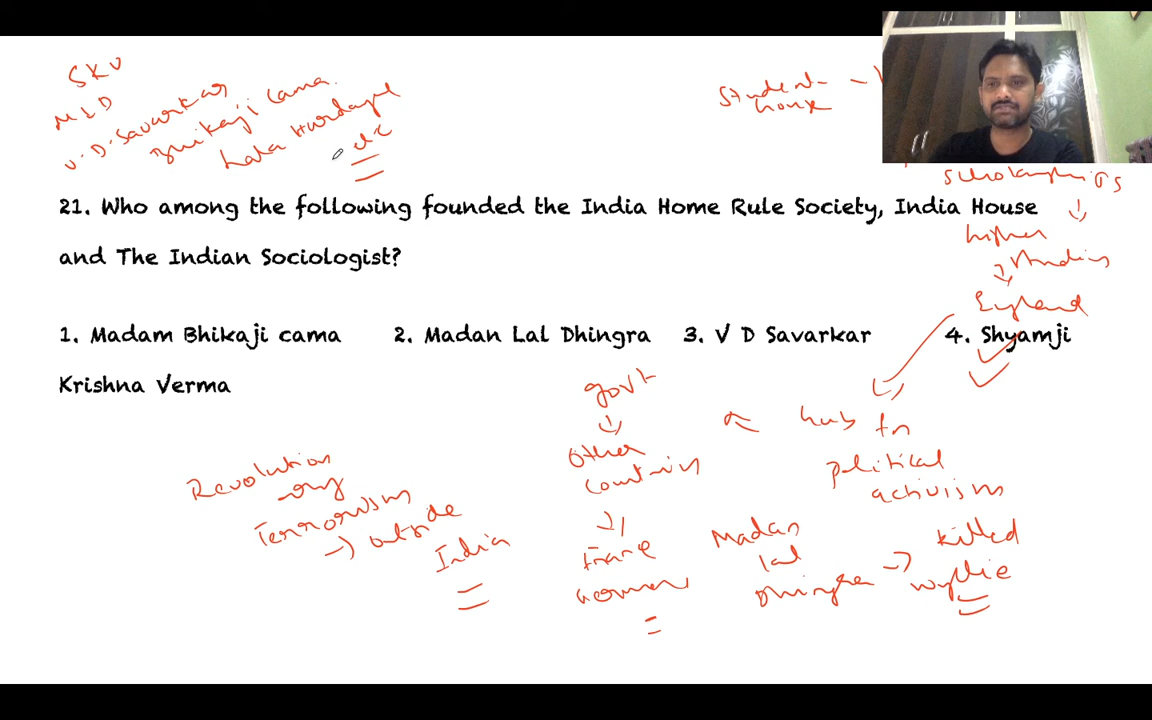 SKV
MLD
V. D. Savarkar
Bhikaji cama.
Lala Hardayal
etc
Student
house
scholarships
higher
studies
England
21. Who among the following founded the India Home Rule Society, India House
and The Indian Sociologist?
1. Madam Bhikaji cama 2. Madan Lal Dhingra 3. V D Savarkar 4. Shyamji
Krishna Verma
govt
other
countries
hub for
political
activism
Revolution
ary
Terrorism
outside
India
Madan
lal
Dhingra
killed
wyllie